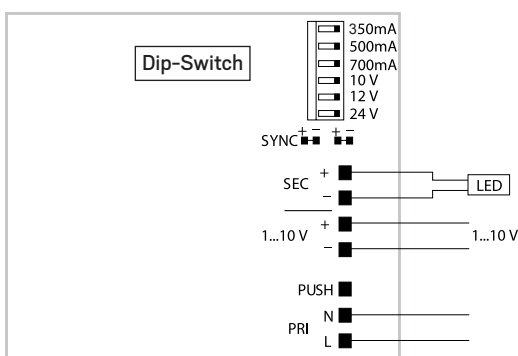 350mA
500mA
Dip-Switch
700mA
10 V
12 V
24 V
+ − + −
SYNC
+
SEC
LED
−
+
1...10 V
1...10 V
−
PUSH
N
PRI
L